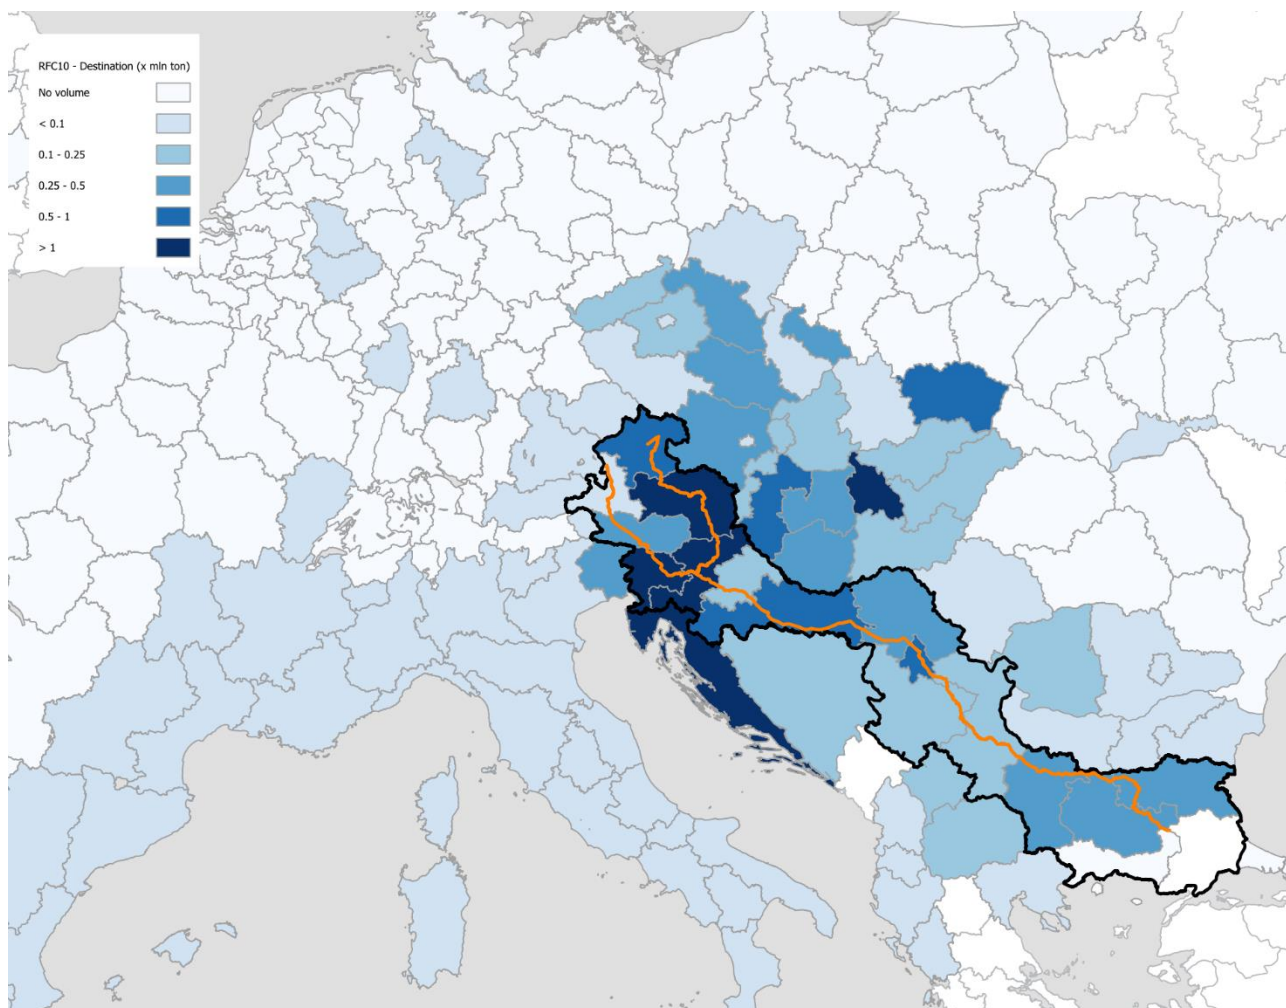 RFC10 - Destination (x mln ton)
No volume
< 0.1
0.1 - 0.25
0.25 - 0.5
0.5 - 1
> 1